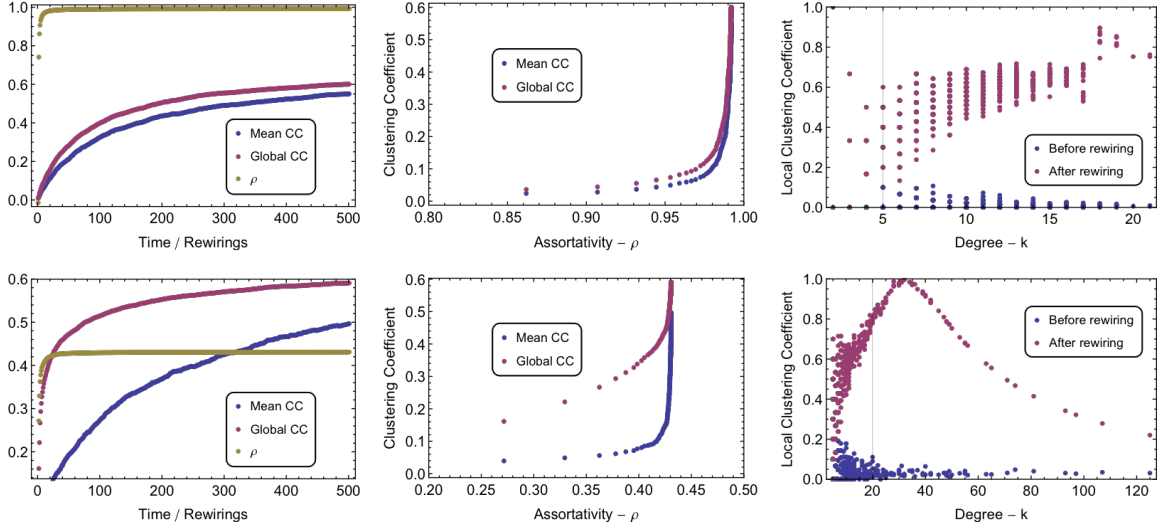 1.0
0.8
0.6
0.4
0.2
0.0
Mean CC
Global CC
ρ
0 100 200 300 400 500
Time / Rewirings
Clustering Coefficient
0.6
0.5
0.4
0.3
0.2
0.1
0.0
Mean CC
Global CC
0.80 0.85 0.90 0.95 1.00
Assortativity – ρ
Local Clustering Coefficient
1.0
0.8
0.6
0.4
0.2
0.0
Before rewiring
After rewiring
5 10 15 20
Degree – k
0.6
0.5
0.4
0.3
0.2
Mean CC
Global CC
ρ
0 100 200 300 400 500
Time / Rewirings
Clustering Coefficient
0.6
0.5
0.4
0.3
0.2
0.1
0.0
Mean CC
Global CC
0.20 0.25 0.30 0.35 0.40 0.45 0.50
Assortativity – ρ
Local Clustering Coefficient
1.0
0.8
0.6
0.4
0.2
0.0
Before rewiring
After rewiring
20 40 60 80 100 120
Degree – k